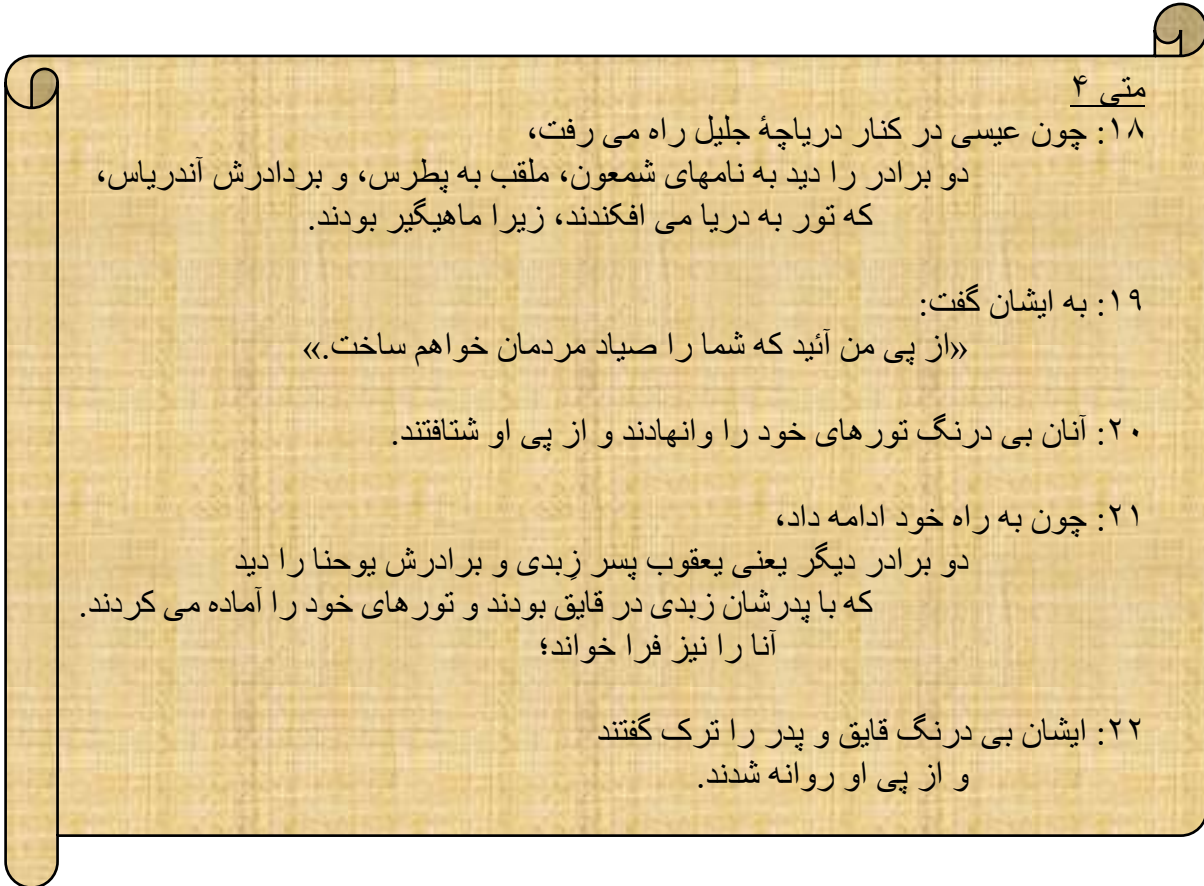 متی ۴
۱۸: چون عیسی در کنار دریاچۀ جلیل راه می رفت،
دو برادر را دید به نامهای شمعون، ملقب به پطرس، و بردادرش آندریاس،
که تور به دریا می افکندند، زیرا ماهیگیر بودند.
۱۹: به ایشان گفت:
«از پی من آئید که شما را صیاد مردمان خواهم ساخت.»
۲۰: آنان بی درنگ تورهای خود را وانهادند و از پی او شتافتند.
۲۱: چون به راه خود ادامه داد،
دو برادر دیگر یعنی یعقوب پسر زِبدی و برادرش یوحنا را دید
که با پدرشان زبدی در قایق بودند و تورهای خود را آماده می کردند.
آنا را نیز فرا خواند؛
۲۲: ایشان بی درنگ قایق و پدر را ترک گفتند
و از پی او روانه شدند.